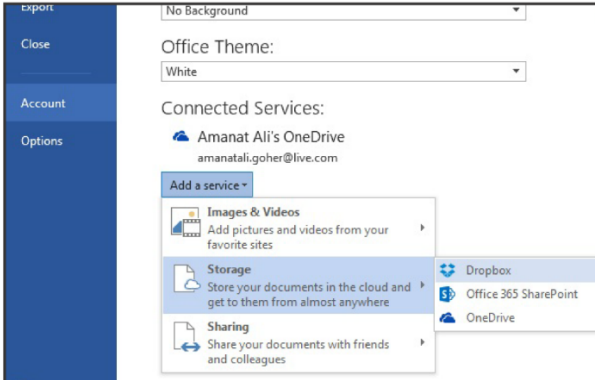 Export
No Background
Close
Office Theme:
White
Account
Connected Services:
Options
Amanat Ali's OneDrive
amanatali.goher@live.com
Add a service
Images & Videos
Add pictures and videos from your
favorite sites
Storage
Store your documents in the cloud and
get to them from almost anywhere
Dropbox
Office 365 SharePoint
OneDrive
Sharing
Share your documents with friends
and colleagues